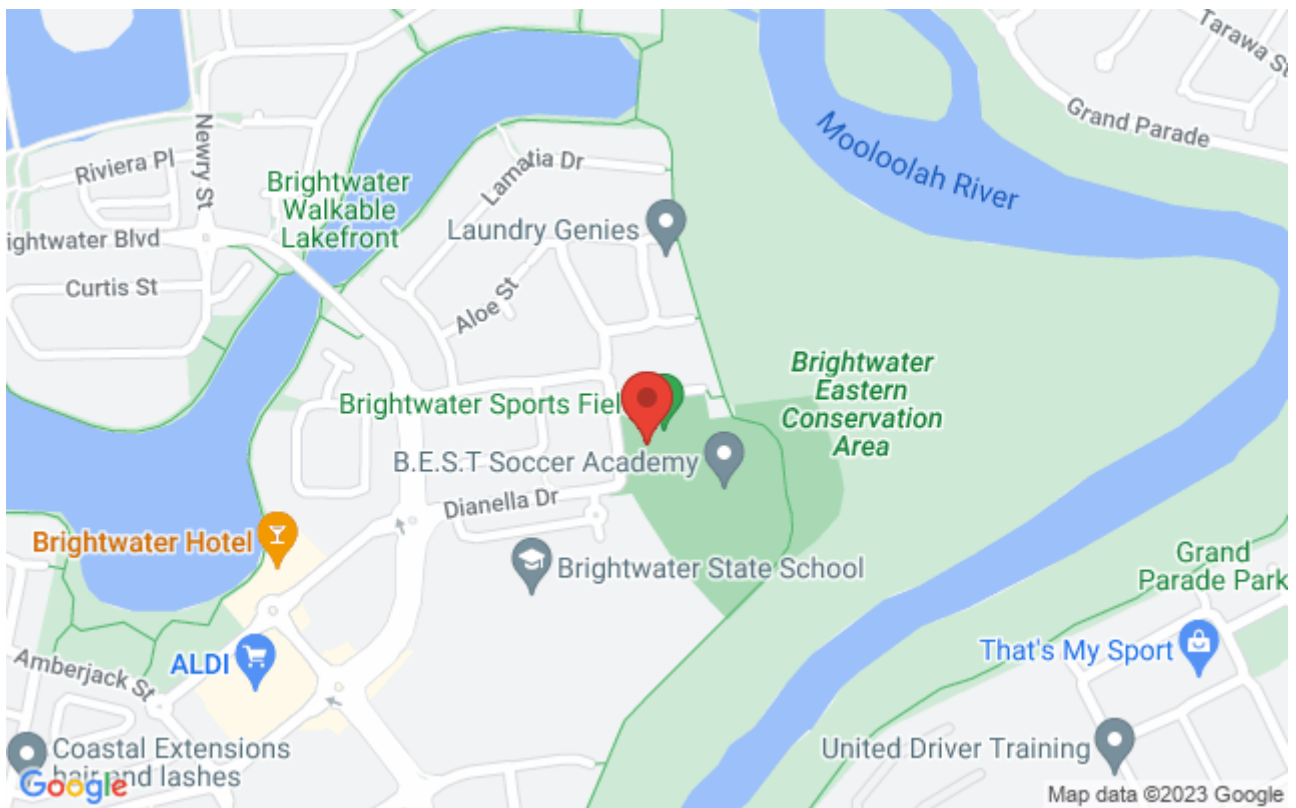 Tarawa St
Grand Parade
Mooloolah River
Newry St
Riviera Pl
Lamatia Dr
Brightwater
Walkable
Lakefront
Laundry Genies
ightwater Blvd
Curtis St
Aloe St
Brightwater
Eastern
Conservation
Area
Brightwater Sports Fiel
B.E.S.T Soccer Academy
Dianella Dr
Brightwater Hotel
Brightwater State School
Grand
Parade Park
That's My Sport
ALDI
Amberjack St
Coastal Extensions
hair and lashes
United Driver Training
Google
Map data ©2023 Google